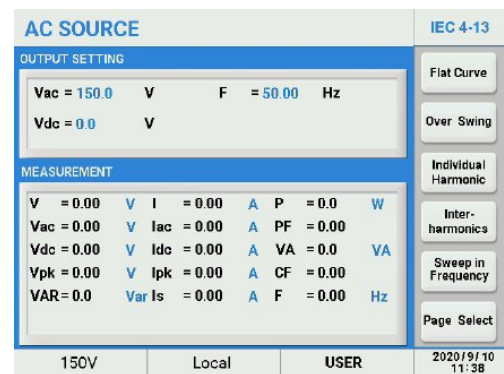 AC SOURCE
IEC 4-13
OUTPUT SETTING
Vac = 150.0 V F = 50.00 Hz
Vdc = 0.0 V
MEASUREMENT
V = 0.00 V I = 0.00 A P = 0.0 W
Vac = 0.00 V Iac = 0.00 A PF = 0.00
Vdc = 0.00 V Idc = 0.00 A VA = 0.0 VA
Vpk = 0.00 V Ipk = 0.00 A CF = 0.00
VAR = 0.0 Var Is = 0.00 A F = 0.00 Hz
Flat Curve
Over Swing
Individual
Harmonic
Inter-
harmonics
Sweep in
Frequency
Page Select
150V Local USER
2020/9/10
11:38